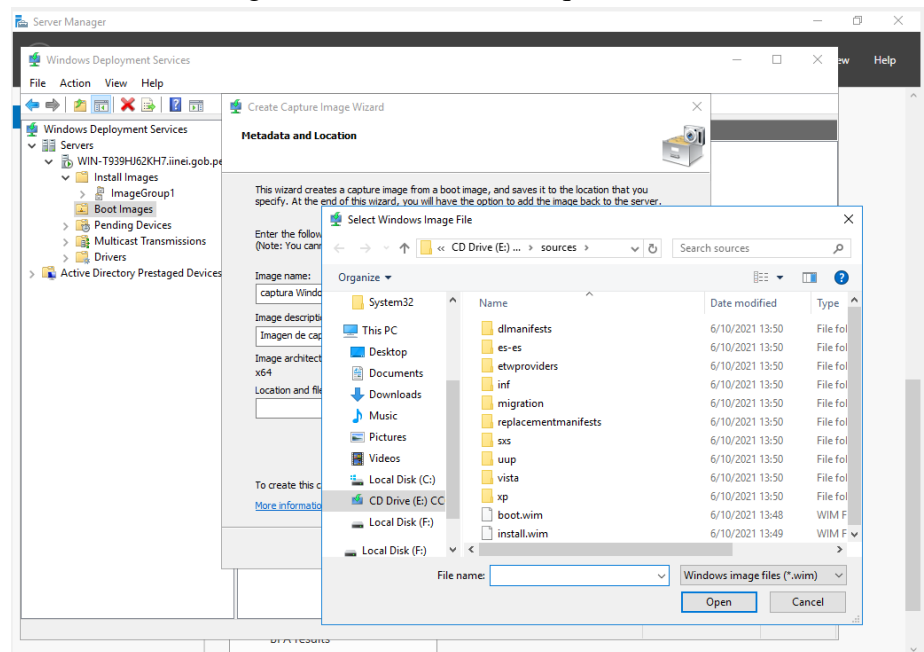 Server Manager
Windows Deployment Services
Help
File Action View Help
Create Capture Image Wizard
Windows Deployment Services
Metadata and Location
Servers
WIN-T939HJ62KH7.iinei.gob.pe
Install Images
This wizard creates a capture image from a boot image, and saves it to the location that you
ImageGroup1
specify. At the end of this wizard, you will have the option to add the image back to the server.
Boot Images
Select Windows Image File
Pending Devices
Enter the follow
Multicast Transmissions
(Note: You cann
« CD Drive (E:) ... › sources ›
Search sources
Drivers
Active Directory Prestaged Devices
Image name:
Organize
captura Windo
System32
Name
Date modified
Type
Image descripti
Imagen de cap
This PC
dlmanifests
6/10/2021 13:50
File fol
Desktop
es-es
6/10/2021 13:50
File fol
Image architect
x64
Documents
etwproviders
6/10/2021 13:50
File fol
Location and file
Downloads
inf
6/10/2021 13:50
File fol
Music
migration
6/10/2021 13:50
File fol
Pictures
replacementmanifests
6/10/2021 13:50
File fol
Videos
sxs
6/10/2021 13:50
File fol
Local Disk (C:)
uup
6/10/2021 13:50
File fol
vista
6/10/2021 13:50
File fol
To create this c
CD Drive (E:) CC
xp
6/10/2021 13:50
File fol
More informatio
Local Disk (F:)
boot.wim
6/10/2021 13:48
WIM F
install.wim
6/10/2021 13:49
WIM F
Local Disk (F:)
File name:
Windows image files (*.wim)
Open
Cancel